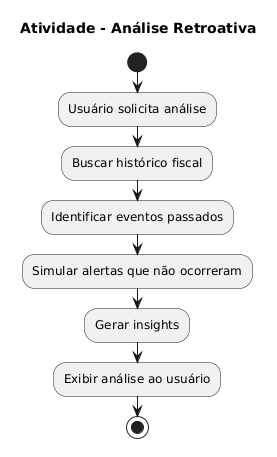 Atividade - Análise Retroativa
Usuário solicita análise
Buscar histórico fiscal
Identificar eventos passados
Simular alertas que não ocorreram
Gerar insights
Exibir análise ao usuário